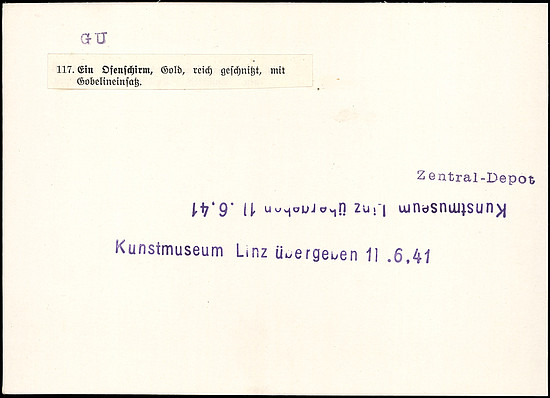 GU
117. Ein Ofenschirm, Gold, reich geschnitzt, mit
Gobelineinsatz.
Zentral-Depot
Kunstmuseum Linz übergeben 11.6.41
Kunstmuseum Linz übergeben 11.6.41